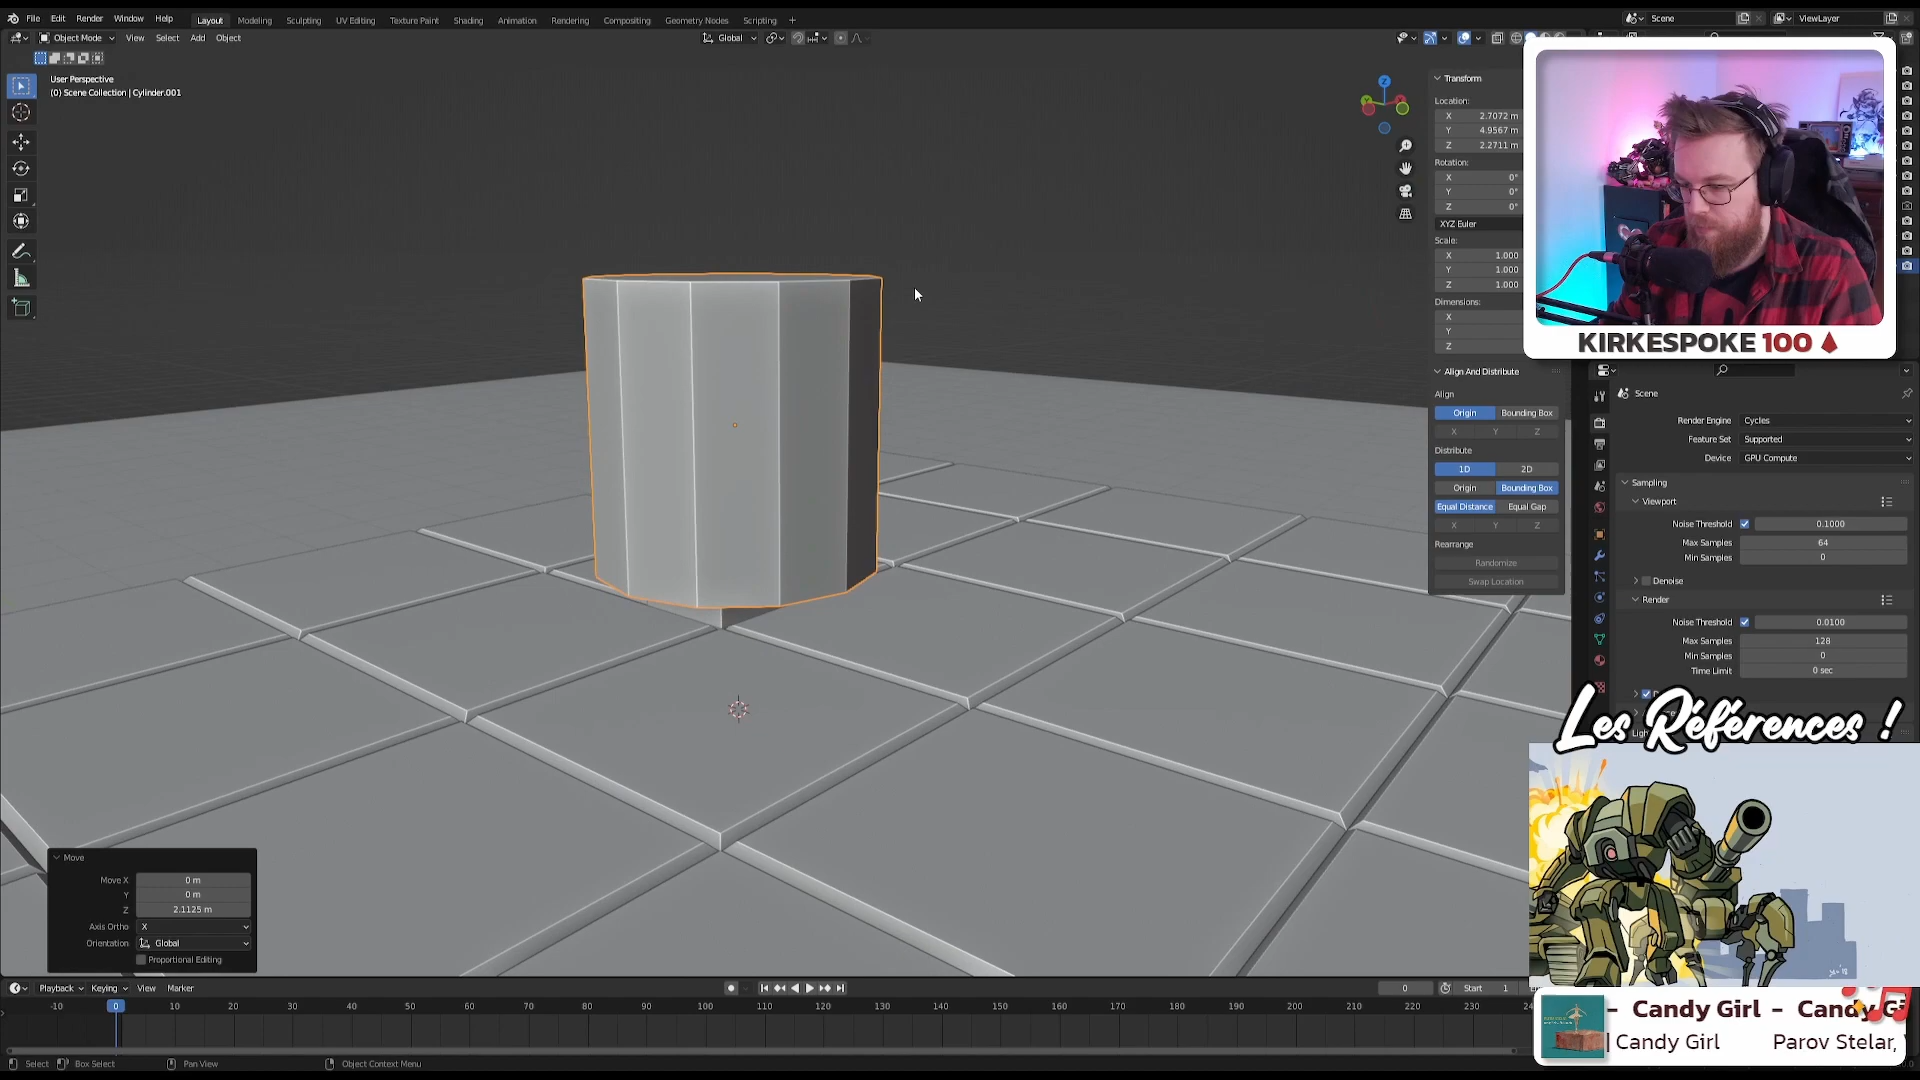 File Edit Render Window Help Layout Modeling Sculpting UV Editing Texture Paint Shading Animation Rendering Compositing Geometry Nodes Scripting + Scene ViewLayer
Object Mode View Select Add Object Global
User Perspective
(0) Scene Collection | Cylinder.001
Transform
Location:
X 2.7072 m
Y 4.9567 m
Z 2.2711 m
Rotation:
X 0°
Y 0°
Z 0°
XYZ Euler
Scale:
X 1.000
Y 1.000
Z 1.000
Dimensions:
X
Y
Z
Align And Distribute
Align
Origin Bounding Box
X Y Z
Distribute
1D 2D
Origin Bounding Box
Equal Distance Equal Gap
X Y Z
Rearrange
Randomize
Swap Location
KIRKESPOKE 100
Scene
Render Engine Cycles
Feature Set Supported
Device GPU Compute
Sampling
Viewport
Noise Threshold 0.1000
Max Samples 64
Min Samples 0
Denoise
Render
Noise Threshold 0.0100
Max Samples 128
Min Samples 0
Time Limit 0 sec
Les Références !
Move
Move X 0 m
Y 0 m
Z 2.1125 m
Axis Ortho X
Orientation Global
Proportional Editing
Playback Keying View Marker 0 Start 1
-10 0 10 20 30 40 50 60 70 80 90 100 110 120 130 140 150 160 170 180 190 200 210 220 230
- Candy Girl - Candy Gi
| Candy Girl Parov Stelar,
Select Box Select Pan View Object Context Menu